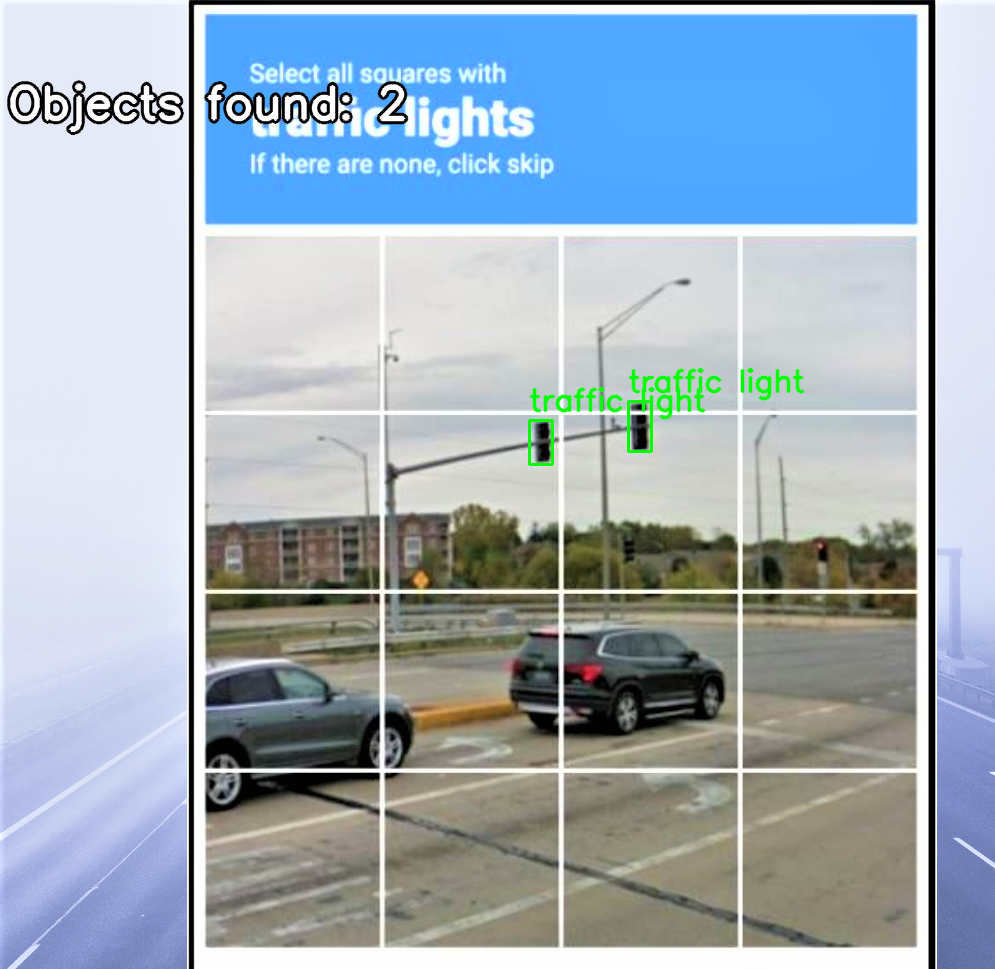 Select all squares with
Objects found: 2
traffic lights
If there are none, click skip
traffic light
traffic light